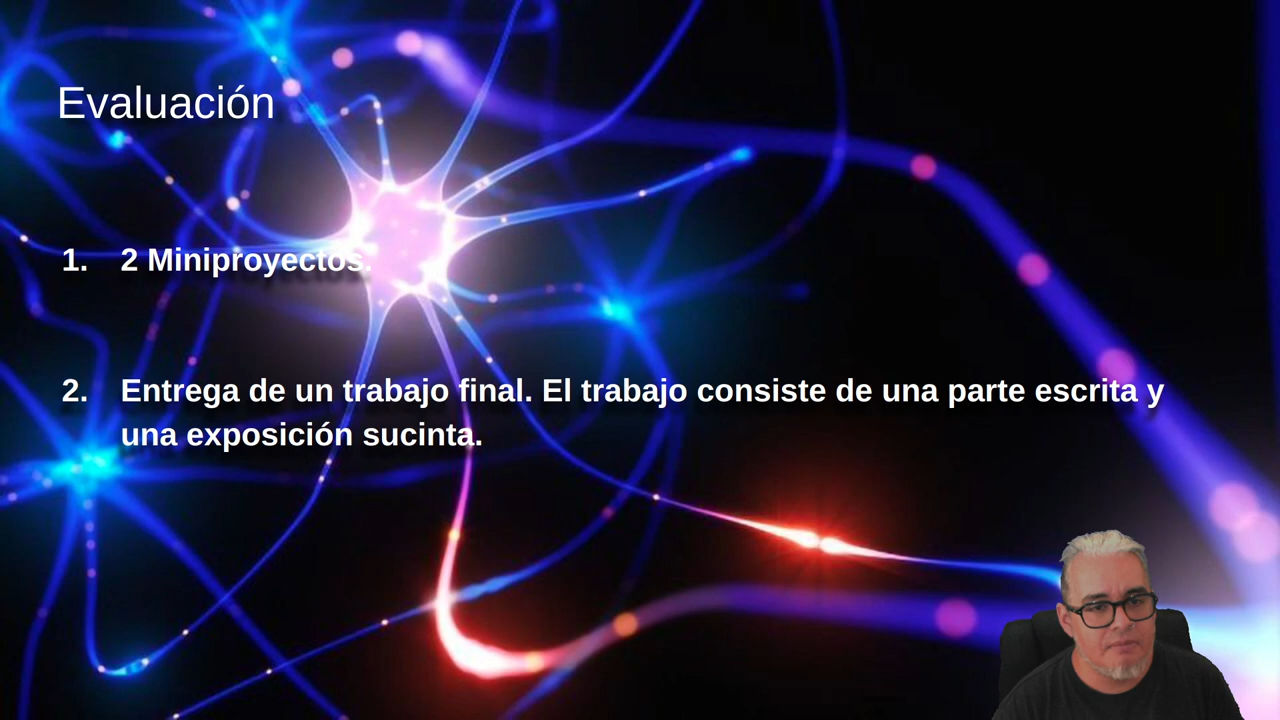 Evaluación
1. 2 Miniproyectos.
2. Entrega de un trabajo final. El trabajo consiste de una parte escrita y
una exposición sucinta.